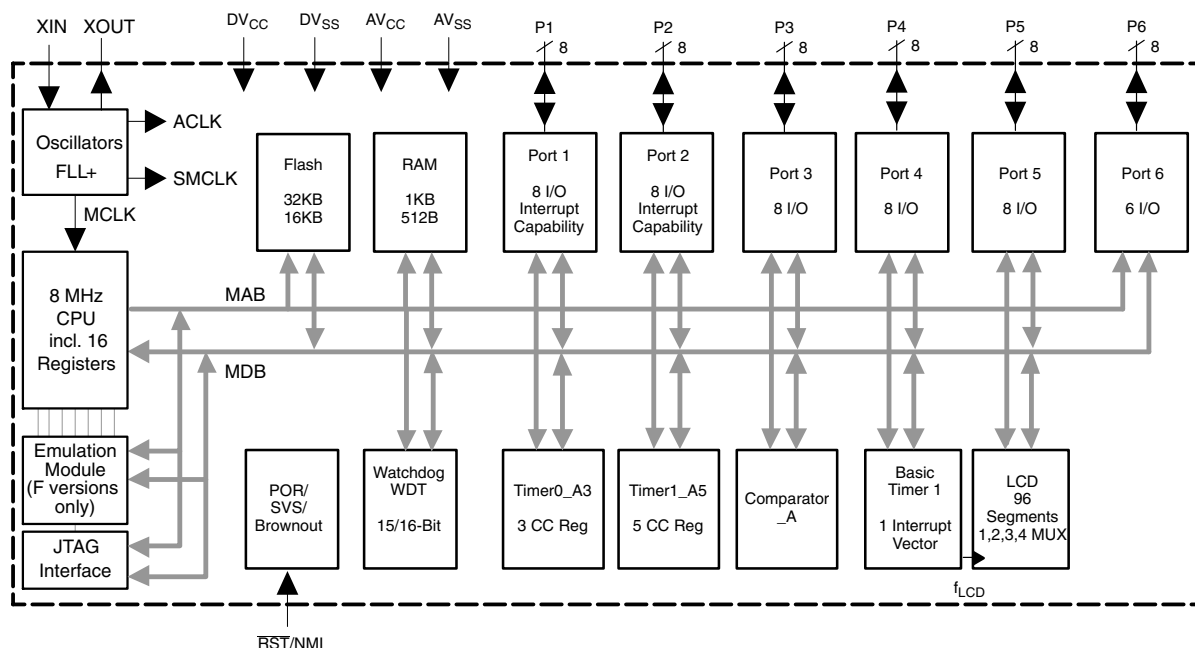 XIN XOUT DVCC DVSS AVCC AVSS P1 P2 P3 P4 P5 P6
8 8 8 8 8 8
Oscillators
FLL+
ACLK
SMCLK
MCLK
Flash
32KB
16KB
RAM
1KB
512B
Port 1
8 I/O
Interrupt
Capability
Port 2
8 I/O
Interrupt
Capability
Port 3
8 I/O
Port 4
8 I/O
Port 5
8 I/O
Port 6
6 I/O
8 MHz
CPU
incl. 16
Registers
MAB
MDB
Emulation
Module
(F versions
only)
JTAG
Interface
POR/
SVS/
Brownout
Watchdog
WDT
15/16-Bit
Timer0_A3
3 CC Reg
Timer1_A5
5 CC Reg
Comparator
_A
Basic
Timer 1
1 Interrupt
Vector
LCD
96
Segments
1,2,3,4 MUX
fLCD
RST/NMI